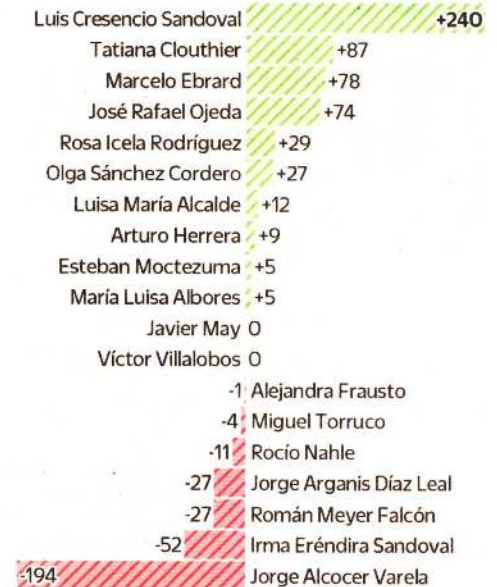 Luis Cresencio Sandoval +240
Tatiana Clouthier +87
Marcelo Ebrard +78
José Rafael Ojeda +74
Rosa Icela Rodríguez +29
Olga Sánchez Cordero +27
Luisa María Alcalde +12
Arturo Herrera +9
Esteban Moctezuma +5
María Luisa Albores +5
Javier May 0
Víctor Villalobos 0
-1 Alejandra Frausto
-4 Miguel Torruco
-11 Rocío Nahle
-27 Jorge Arganis Díaz Leal
-27 Román Meyer Falcón
-52 Irma Eréndira Sandoval
-194 Jorge Alcocer Varela